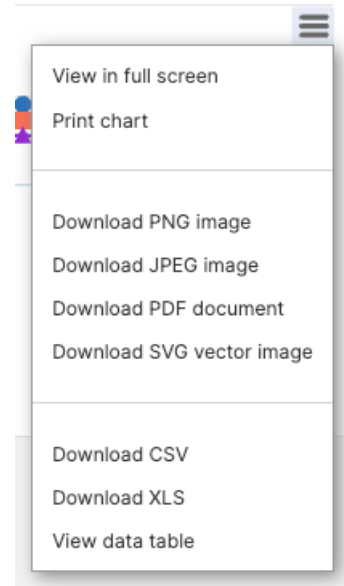 View in full screen
Print chart
Download PNG image
Download JPEG image
Download PDF document
Download SVG vector image
Download CSV
Download XLS
View data table